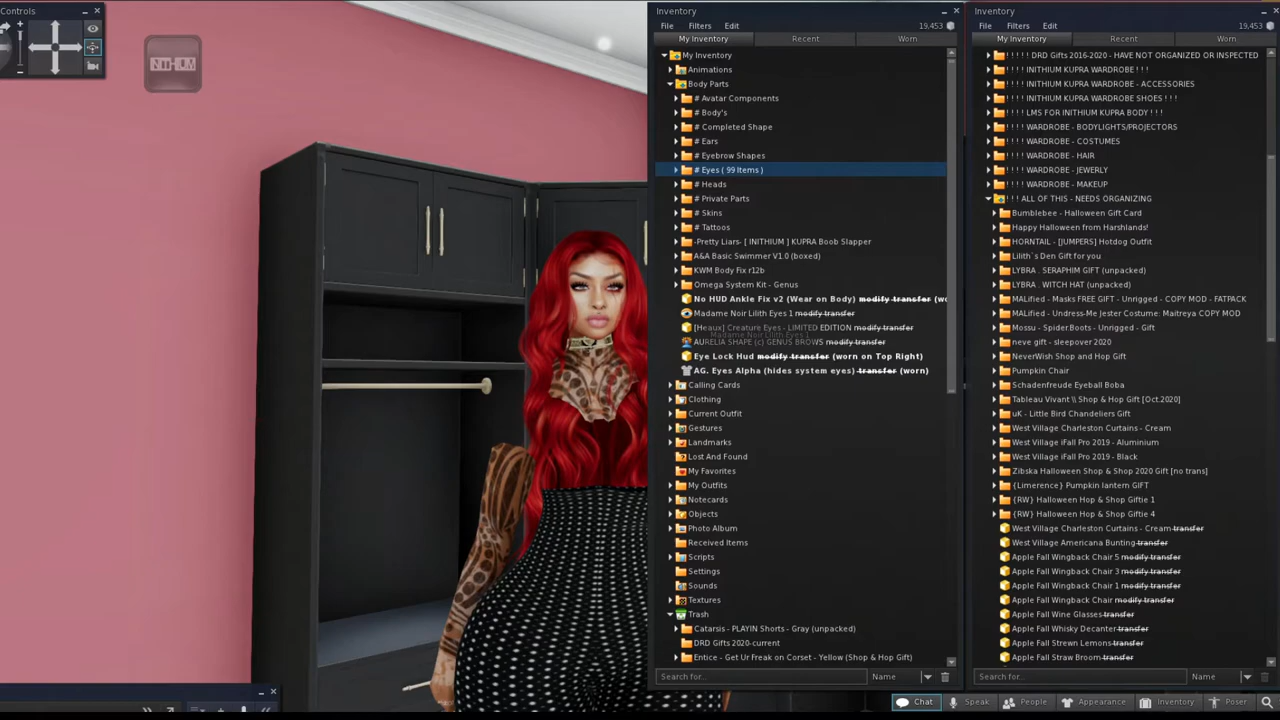 Controls
INITHIUM
Inventory
File Filters Edit 19,453
My Inventory Recent Worn
My Inventory
Animations
Body Parts
# Avatar Components
# Body's
# Completed Shape
# Ears
# Eyebrow Shapes
# Eyes ( 99 Items )
# Heads
# Private Parts
# Skins
# Tattoos
-Pretty Liars- [ INITHIUM ] KUPRA Boob Slapper
A&A Basic Swimmer V1.0 (boxed)
KWM Body Fix r12b
Omega System Kit - Genus
No HUD Ankle Fix v2 (Wear on Body) modify transfer (wo
Madame Noir Lilith Eyes 1 modify transfer
[Heaux] Creature Eyes - LIMITED EDITION modify transfer
Madame Noir Lilith Eyes 1
AURELIA SHAPE (c) GENUS BROWS modify transfer
Eye Lock Hud modify transfer (worn on Top Right)
AG. Eyes Alpha (hides system eyes) transfer (worn)
Calling Cards
Clothing
Current Outfit
Gestures
Landmarks
Lost And Found
My Favorites
My Outfits
Notecards
Objects
Photo Album
Received Items
Scripts
Settings
Sounds
Textures
Trash
Catarsis - PLAYIN Shorts - Gray (unpacked)
DRD Gifts 2020-current
Entice - Get Ur Freak on Corset - Yellow (Shop & Hop Gift)
Search for... Name
Inventory
File Filters Edit 19,453
My Inventory Recent Worn
! ! ! ! ! DRD Gifts 2016-2020 - HAVE NOT ORGANIZED OR INSPECTED
! ! ! ! INITHIUM KUPRA WARDROBE ! ! !
! ! ! ! INITHIUM KUPRA WARDROBE - ACCESSORIES
! ! ! ! INITHIUM KUPRA WARDROBE SHOES ! ! !
! ! ! ! LMS FOR INITHIUM KUPRA BODY ! ! !
! ! ! ! WARDROBE - BODYLIGHTS/PROJECTORS
! ! ! ! WARDROBE - COSTUMES
! ! ! ! WARDROBE - HAIR
! ! ! ! WARDROBE - JEWERLY
! ! ! ! WARDROBE - MAKEUP
! ! ! ALL OF THIS - NEEDS ORGANIZING
Bumblebee - Halloween Gift Card
Happy Halloween from Harshlands!
HORNTAIL - [JUMPERS] Hotdog Outfit
Lilith`s Den Gift for you
LYBRA . SERAPHIM GIFT (unpacked)
LYBRA . WITCH HAT (unpacked)
MALified - Masks FREE GIFT - Unrigged - COPY MOD - FATPACK
MALified - Undress-Me Jester Costume: Maitreya COPY MOD
Mossu - Spider.Boots - Unrigged - Gift
neve gift - sleepover 2020
NeverWish Shop and Hop Gift
Pumpkin Chair
Schadenfreude Eyeball Boba
Tableau Vivant \\ Shop & Hop Gift [Oct.2020]
uK - Little Bird Chandeliers Gift
West Village Charleston Curtains - Cream
West Village iFall Pro 2019 - Aluminium
West Village iFall Pro 2019 - Black
Zibska Halloween Shop & Shop 2020 Gift [no trans]
{Limerence} Pumpkin lantern GIFT
{RW} Halloween Hop & Shop Giftie 1
{RW} Halloween Hop & Shop Giftie 4
West Village Charleston Curtains - Cream transfer
West Village Americana Bunting transfer
Apple Fall Wingback Chair 5 modify transfer
Apple Fall Wingback Chair 3 modify transfer
Apple Fall Wingback Chair 1 modify transfer
Apple Fall Wingback Chair modify transfer
Apple Fall Wine Glasses transfer
Apple Fall Whisky Decanter transfer
Apple Fall Strewn Lemons transfer
Apple Fall Straw Broom transfer
Search for... Name
Chat Speak People Appearance Inventory Poser